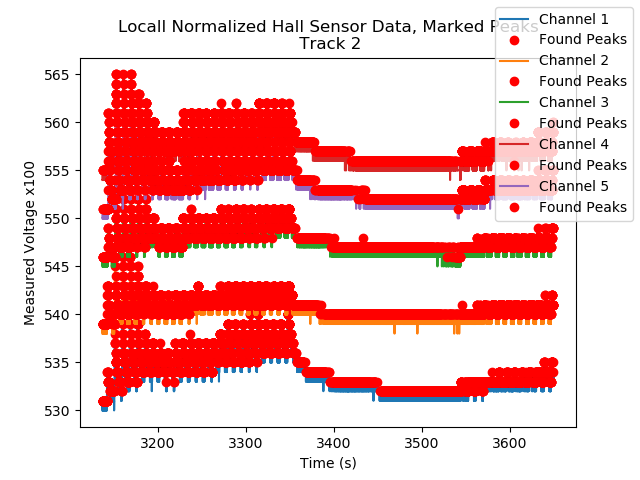 Locall Normalized Hall Sensor Data, Marked Peaks
Track 2
Channel 1
Found Peaks
Channel 2
Found Peaks
Channel 3
Found Peaks
Channel 4
Found Peaks
Channel 5
Found Peaks
Measured Voltage x100
565
560
555
550
545
540
535
530
3200
3300
3400
3500
3600
Time (s)